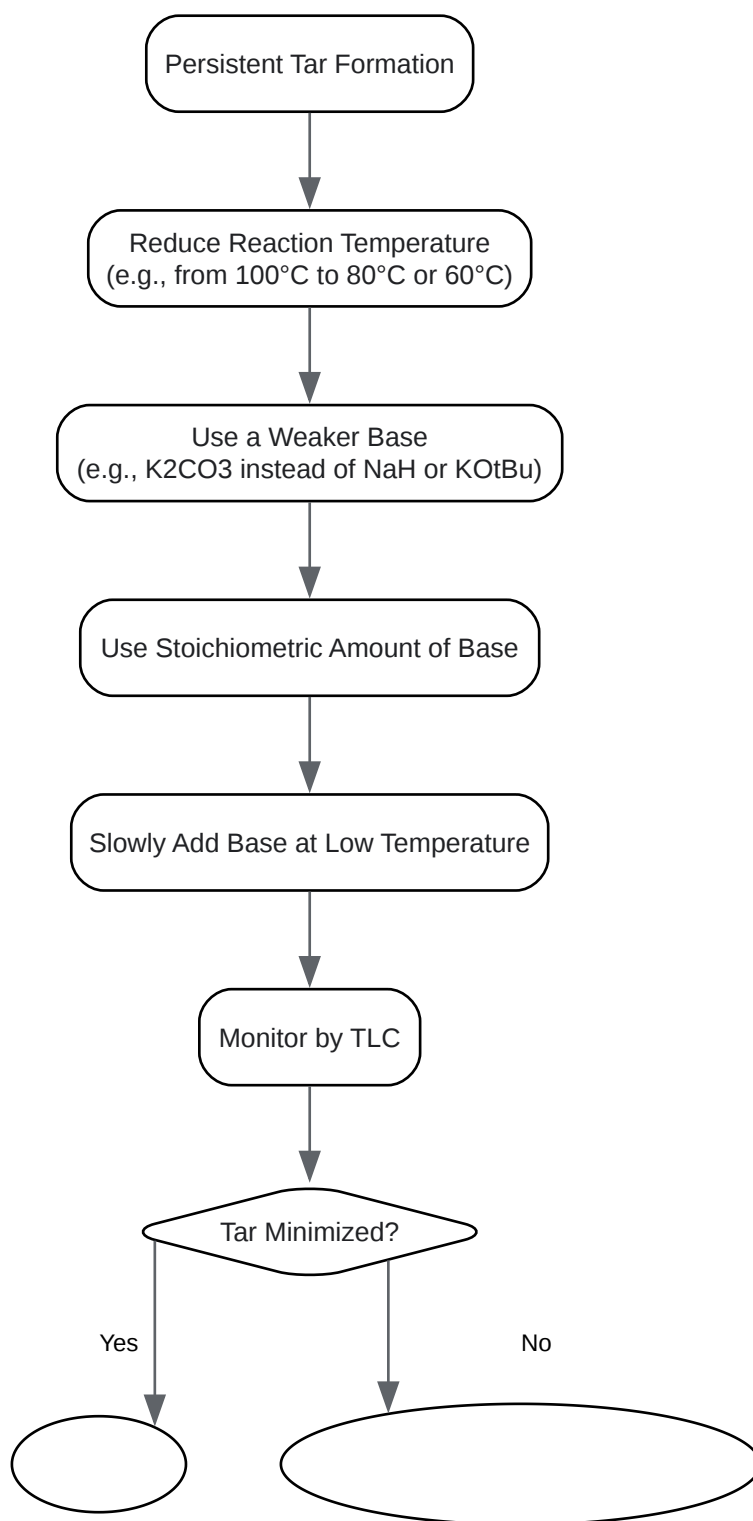 Persistent Tar Formation
Reduce Reaction Temperature
(e.g., from 100°C to 80°C or 60°C)
Use a Weaker Base
(e.g., K2CO3 instead of NaH or KOtBu)
Use Stoichiometric Amount of Base
Slowly Add Base at Low Temperature
Monitor by TLC
Tar Minimized?
Yes
No